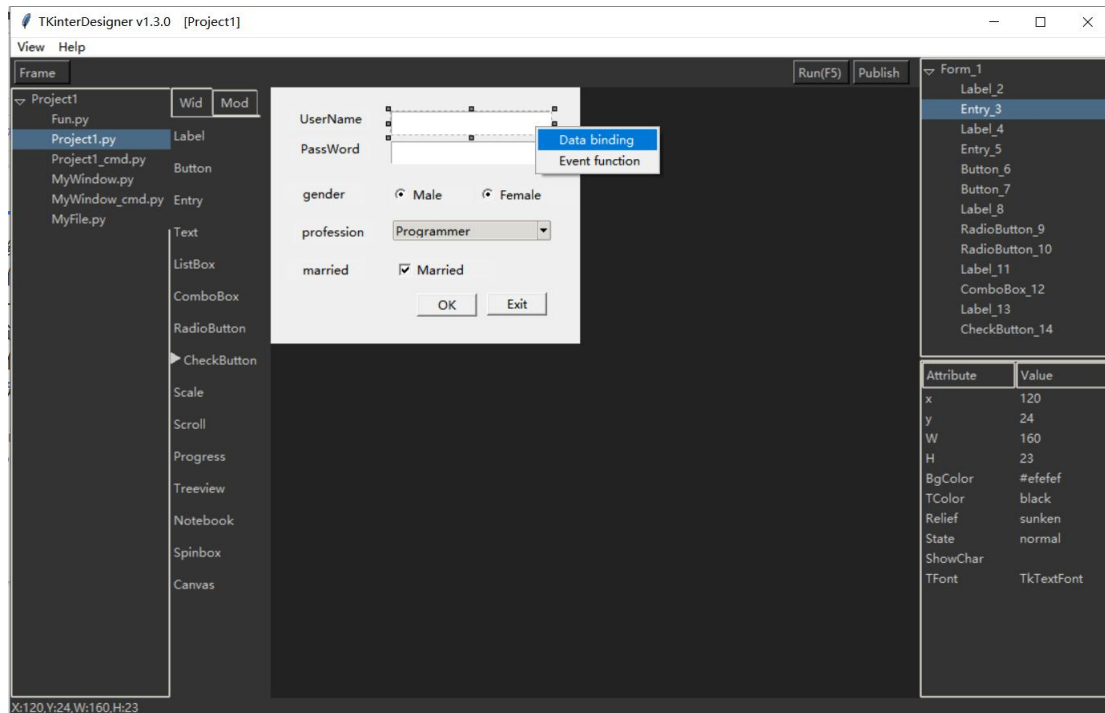 TKinterDesigner v1.3.0 [Project1]
View Help
Frame
Run(F5) Publish
Project1
Fun.py
Project1.py
Project1_cmd.py
MyWindow.py
MyWindow_cmd.py
MyFile.py
Wid Mod
Label
Button
Entry
Text
ListBox
ComboBox
RadioButton
CheckButton
Scale
Scroll
Progress
Treeview
Notebook
Spinbox
Canvas
UserName
PassWord
Data binding
Event function
gender Male Female
profession Programmer
married Married
OK Exit
Form_1
Label_2
Entry_3
Label_4
Entry_5
Button_6
Button_7
Label_8
RadioButton_9
RadioButton_10
Label_11
ComboBox_12
Label_13
CheckButton_14
Attribute Value
x 120
y 24
W 160
H 23
BgColor #efefef
TColor black
Relief sunken
State normal
ShowChar
TFont TkTextFont
X:120,Y:24,W:160,H:23